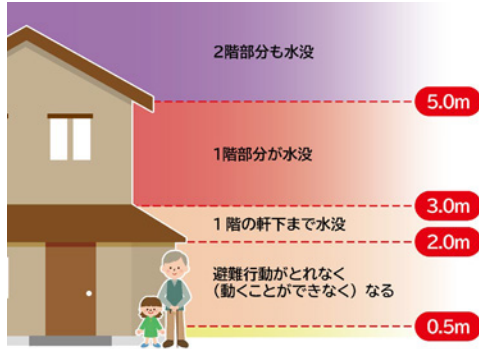 2階部分も水没
5.0m
1階部分が水没
3.0m
1階の軒下まで水没
2.0m
避難行動がとれなく
（動くことができなく）なる
0.5m